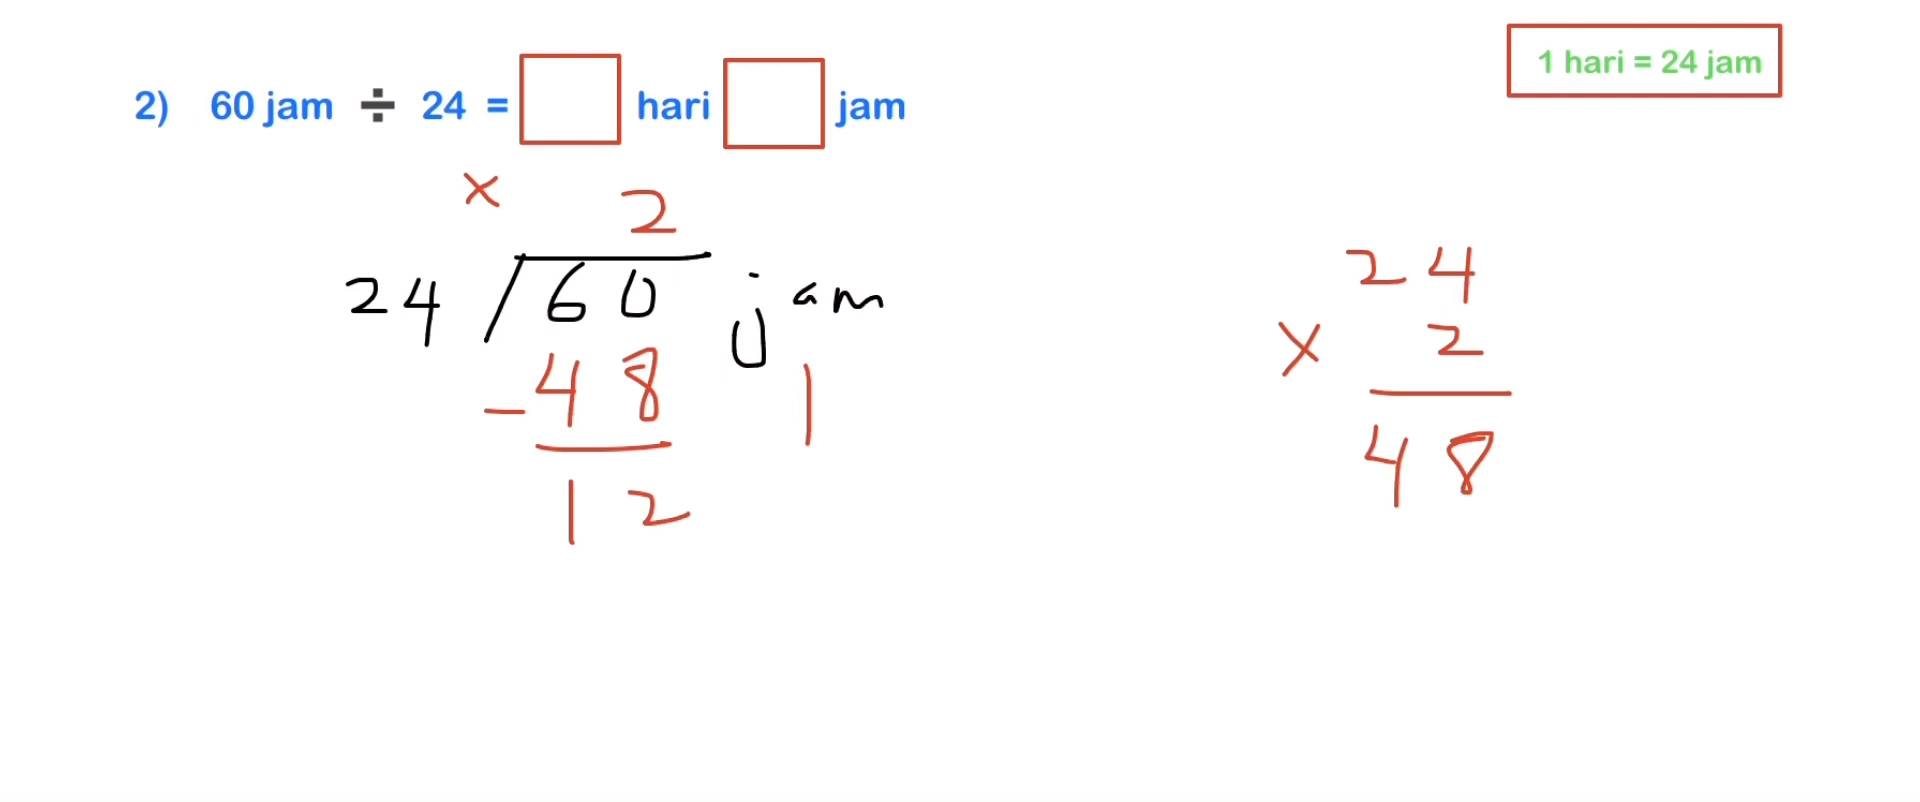 1 hari = 24 jam
2) 60 jam ÷ 24 = hari jam
x 2
24 / 60 jam
- 48 1
12
24
x 2
48